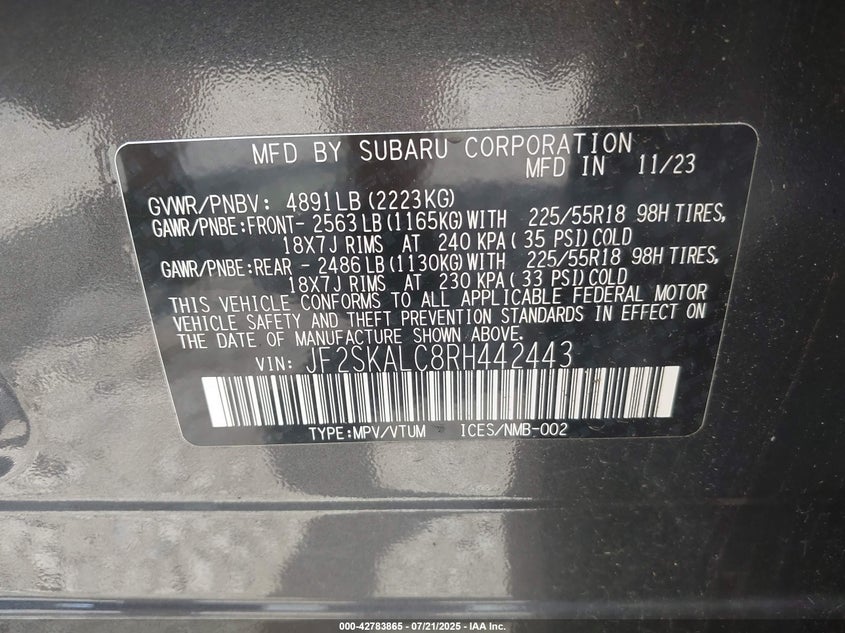 MFD BY SUBARU CORPORATION
MFD IN 11/23
GVWR/PNBV: 4891LB (2223KG)
GAWR/PNBE:FRONT- 2563LB (1165KG) WITH 225/55R18 98H TIRES,
18X7J RIMS AT 240 KPA( 35 PSI) COLD
GAWR/PNBE:REAR - 2486LB (1130KG) WITH 225/55R18 98H TIRES,
18X7J RIMS AT 230 KPA( 33 PSI) COLD
THIS VEHICLE CONFORMS TO ALL APPLICABLE FEDERAL MOTOR
VEHICLE SAFETY AND THEFT PREVENTION STANDARDS IN EFFECT ON
THE DATE OF MANUFACTURE SHOWN ABOVE.
VIN: JF2SKALC8RH442443
TYPE:MPV/VTUM ICES/NMB-002
000-42783865 - 07/21/2025 - IAA Inc.